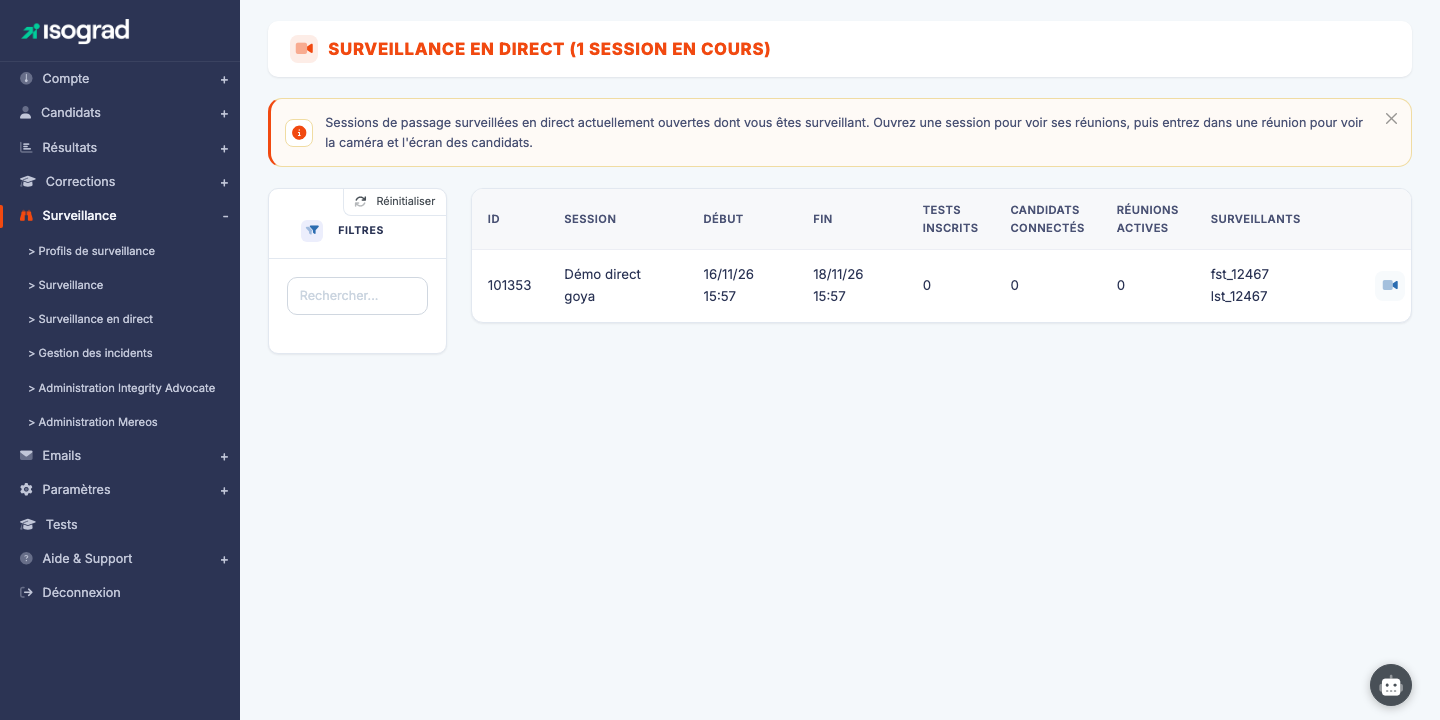 isograd
Compte +
Candidats +
Résultats +
Corrections +
Surveillance -
> Profils de surveillance
> Surveillance
> Surveillance en direct
> Gestion des incidents
> Administration Integrity Advocate
> Administration Mereos
Emails +
Paramètres +
Tests
Aide & Support +
Déconnexion
SURVEILLANCE EN DIRECT (1 SESSION EN COURS)
Sessions de passage surveillées en direct actuellement ouvertes dont vous êtes surveillant. Ouvrez une session pour voir ses réunions, puis entrez dans une réunion pour voir
la caméra et l'écran des candidats.
Réinitialiser
FILTRES
Rechercher...
ID SESSION DÉBUT FIN TESTS INSCRITS CANDIDATS CONNECTÉS RÉUNIONS ACTIVES SURVEILLANTS
101353 Démo direct goya 16/11/26 15:57 18/11/26 15:57 0 0 0 fst_12467 lst_12467